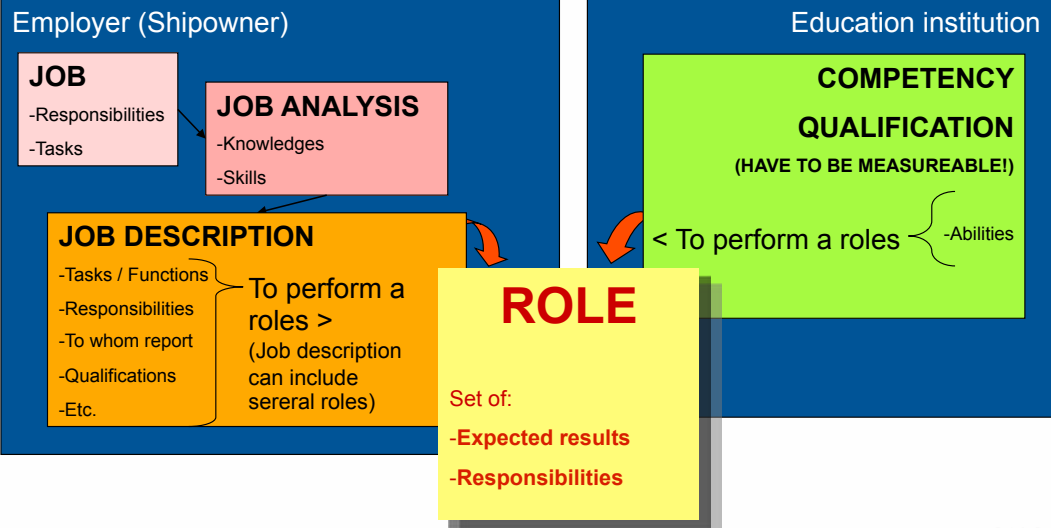 Employer (Shipowner)
JOB
-Responsibilities
-Tasks
JOB ANALYSIS
-Knowledges
-Skills
JOB DESCRIPTION
-Tasks / Functions
-Responsibilities
-To whom report
-Qualifications
-Etc.
To perform a
roles >
(Job description
can include
sereral roles)
Education institution
COMPETENCY
QUALIFICATION
(HAVE TO BE MEASUREABLE!)
< To perform a roles
-Abilities
ROLE
Set of:
-Expected results
-Responsibilities